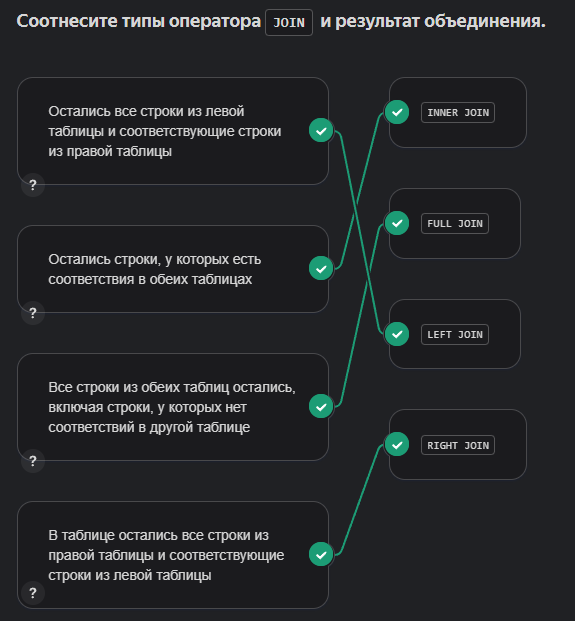 Соотнесите типы оператора JOIN и результат объединения.
Остались все строки из левой
таблицы и соответствующие строки
из правой таблицы
?
INNER JOIN
Остались строки, у которых есть
соответствия в обеих таблицах
?
FULL JOIN
Все строки из обеих таблиц остались,
включая строки, у которых нет
соответствий в другой таблице
?
LEFT JOIN
В таблице остались все строки из
правой таблицы и соответствующие
строки из левой таблицы
?
RIGHT JOIN